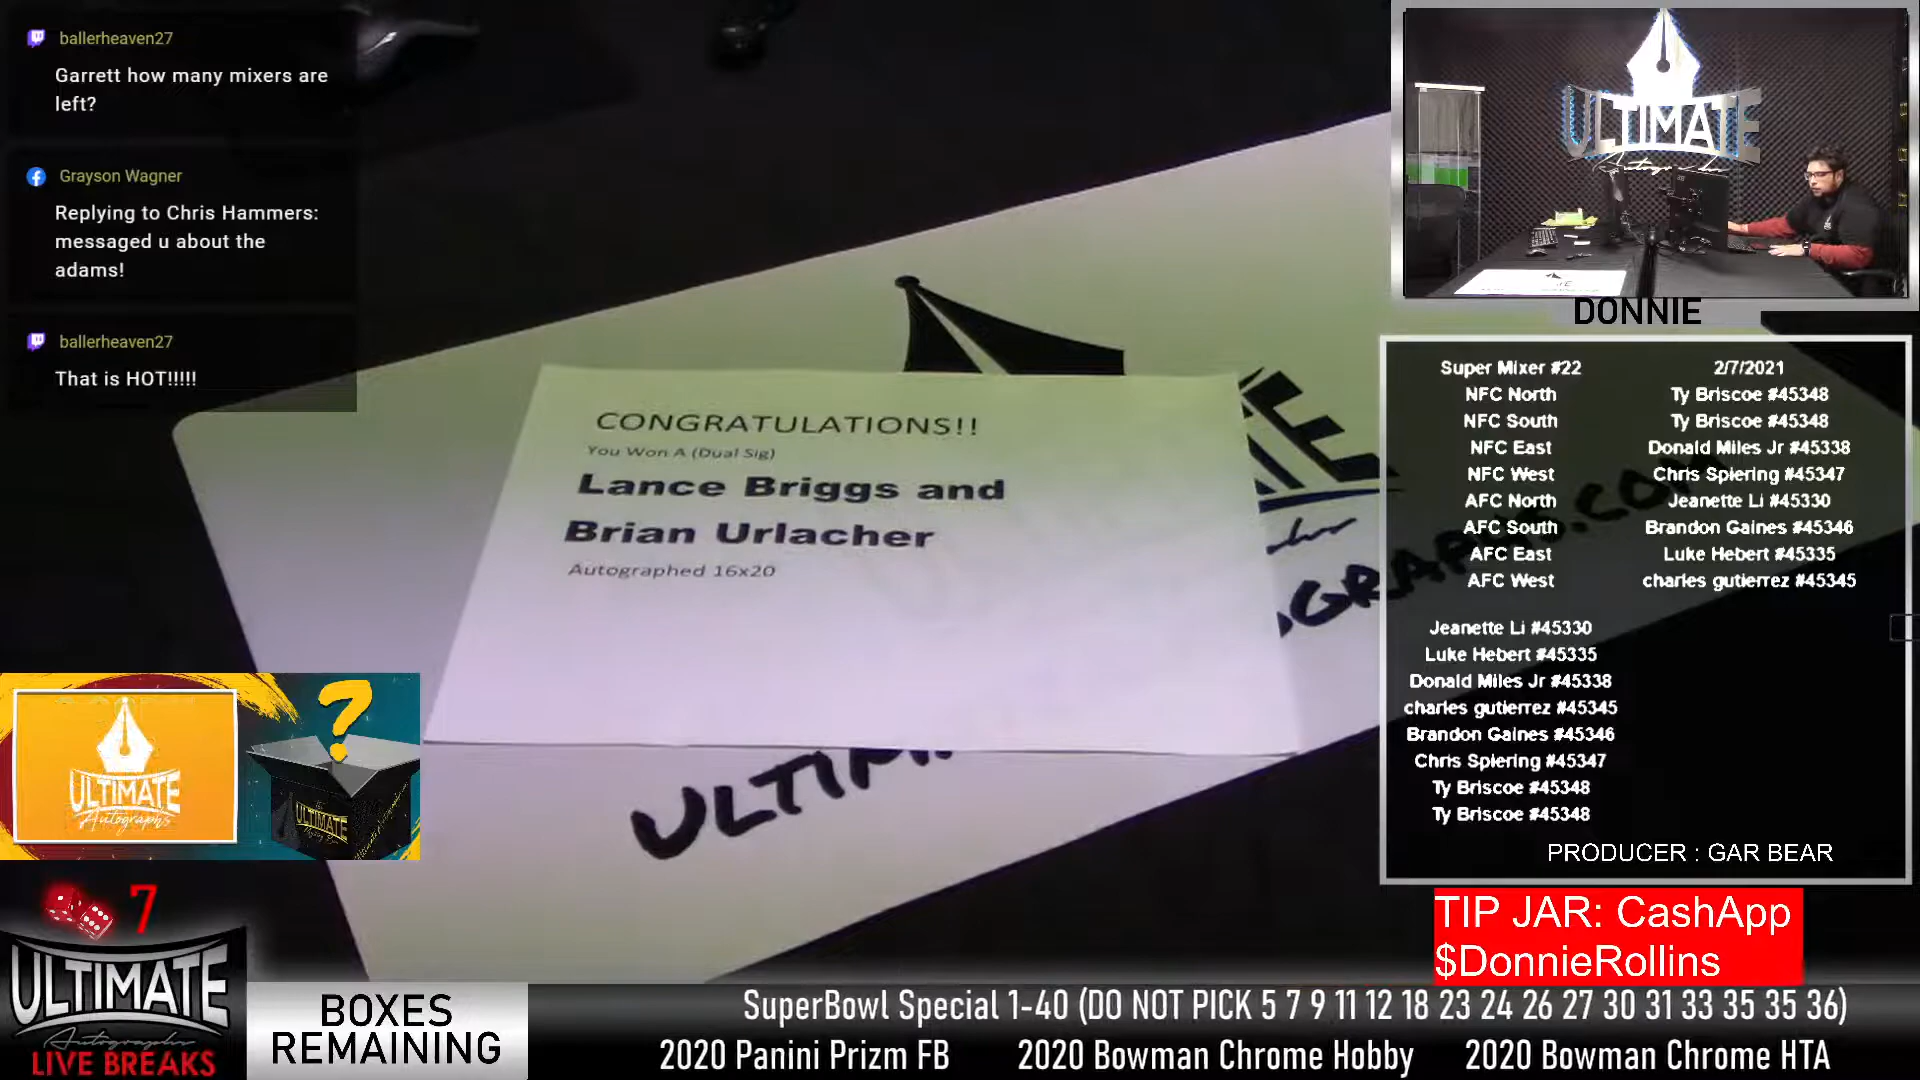 ballerheaven27
Garrett how many mixers are
left?
Grayson Wagner
Replying to Chris Hammers:
messaged u about the
adams!
ballerheaven27
That is HOT!!!!!
CONGRATULATIONS!!
You Won A (Dual Sig)
Lance Briggs and
Brian Urlacher
Autographed 16x20
ULTIMATE
Autographs
DONNIE
Super Mixer #22 2/7/2021
NFC North Ty Briscoe #45348
NFC South Ty Briscoe #45348
NFC East Donald Miles Jr #45338
NFC West Chris Spiering #45347
AFC North Jeanette Li #45330
AFC South Brandon Gaines #45346
AFC East Luke Hebert #45335
AFC West charles gutierrez #45345
Jeanette Li #45330
Luke Hebert #45335
Donald Miles Jr #45338
charles gutierrez #45345
Brandon Gaines #45346
Chris Spiering #45347
Ty Briscoe #45348
Ty Briscoe #45348
PRODUCER : GAR BEAR
TIP JAR: CashApp
$DonnieRollins
ULTIMATE
Autographs
?
ULTIMATE
7
ULTIMATE
Autographs
LIVE BREAKS
BOXES
REMAINING
SuperBowl Special 1-40 (DO NOT PICK 5 7 9 11 12 18 23 24 26 27 30 31 33 35 35 36)
2020 Panini Prizm FB 2020 Bowman Chrome Hobby 2020 Bowman Chrome HTA